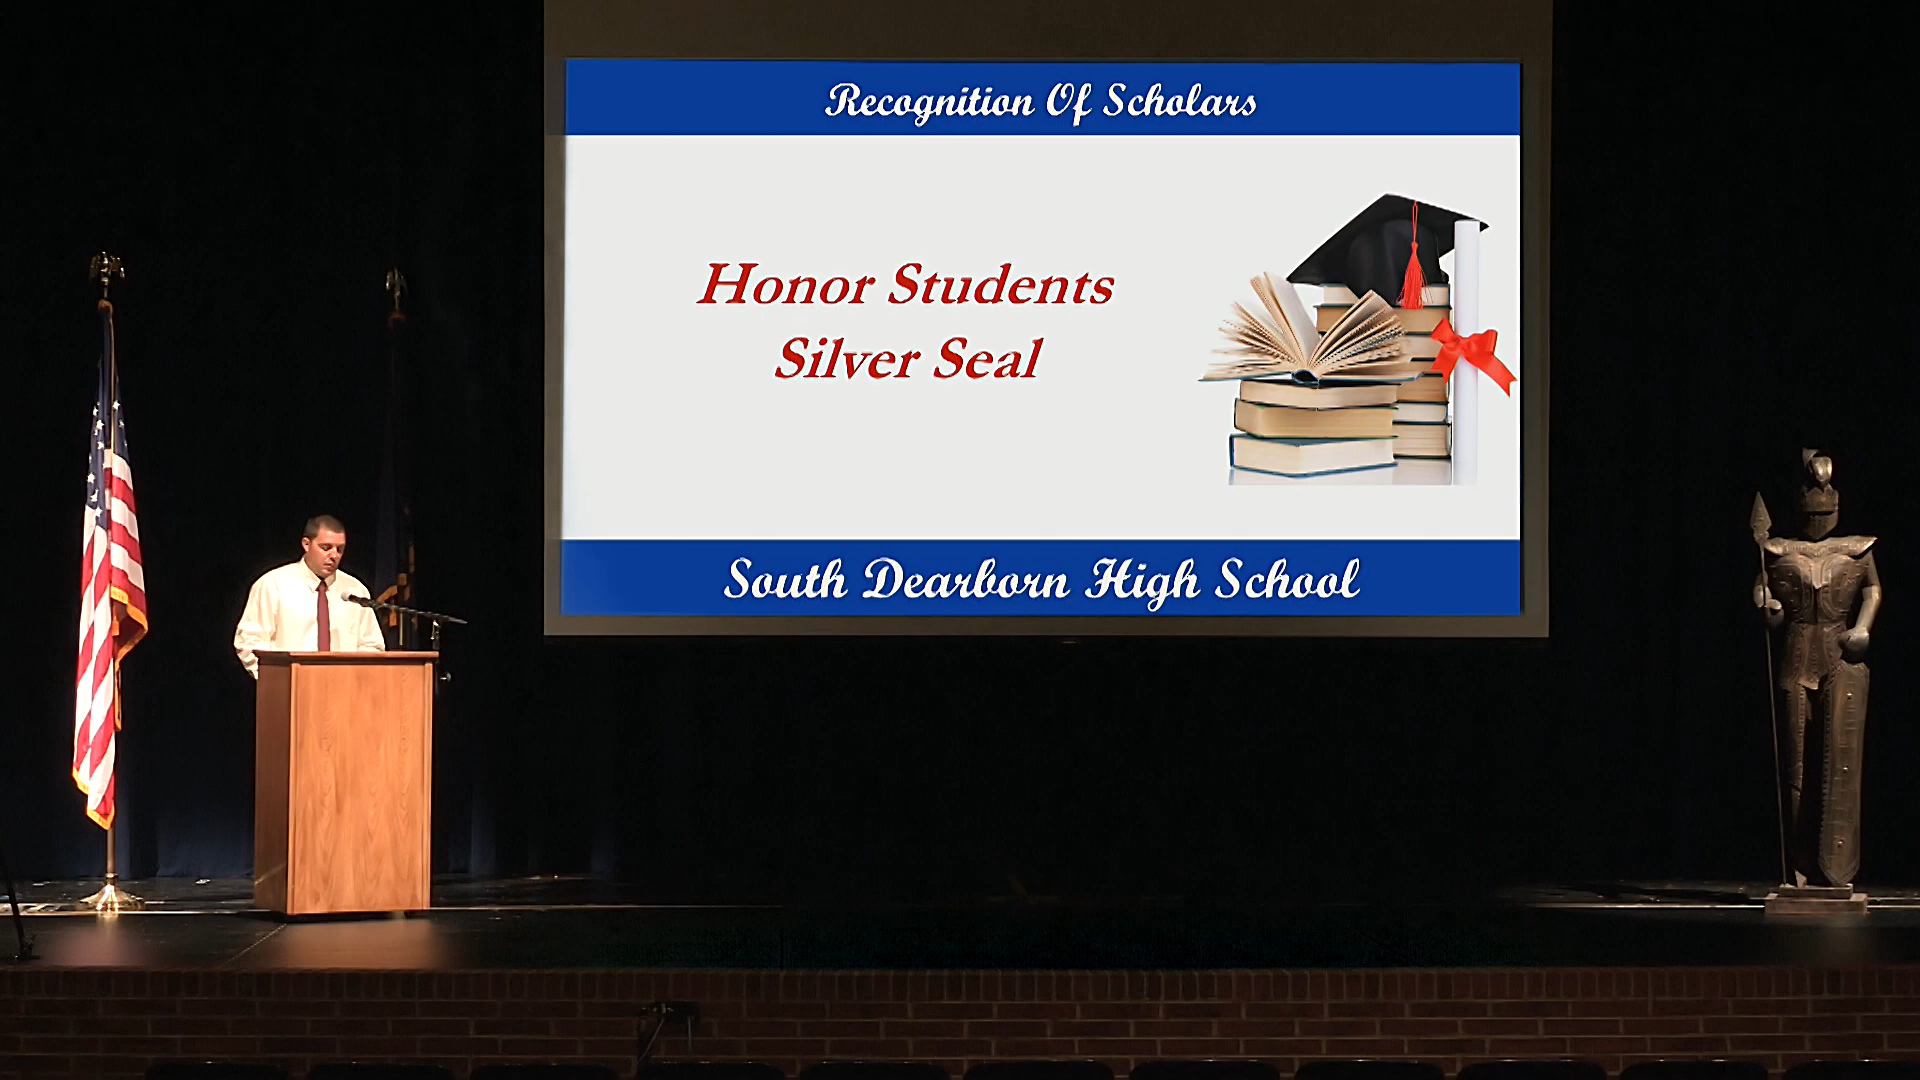 Recognition Of Scholars
Honor Students
Silver Seal
South Dearborn High School